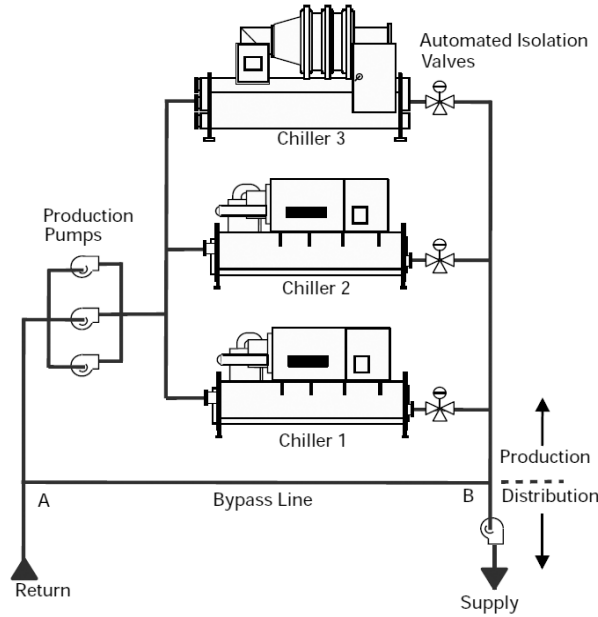 Automated Isolation
Valves
Chiller 3
Production
Pumps
Chiller 2
Chiller 1
Production
A
Bypass Line
B
Distribution
Return
Supply